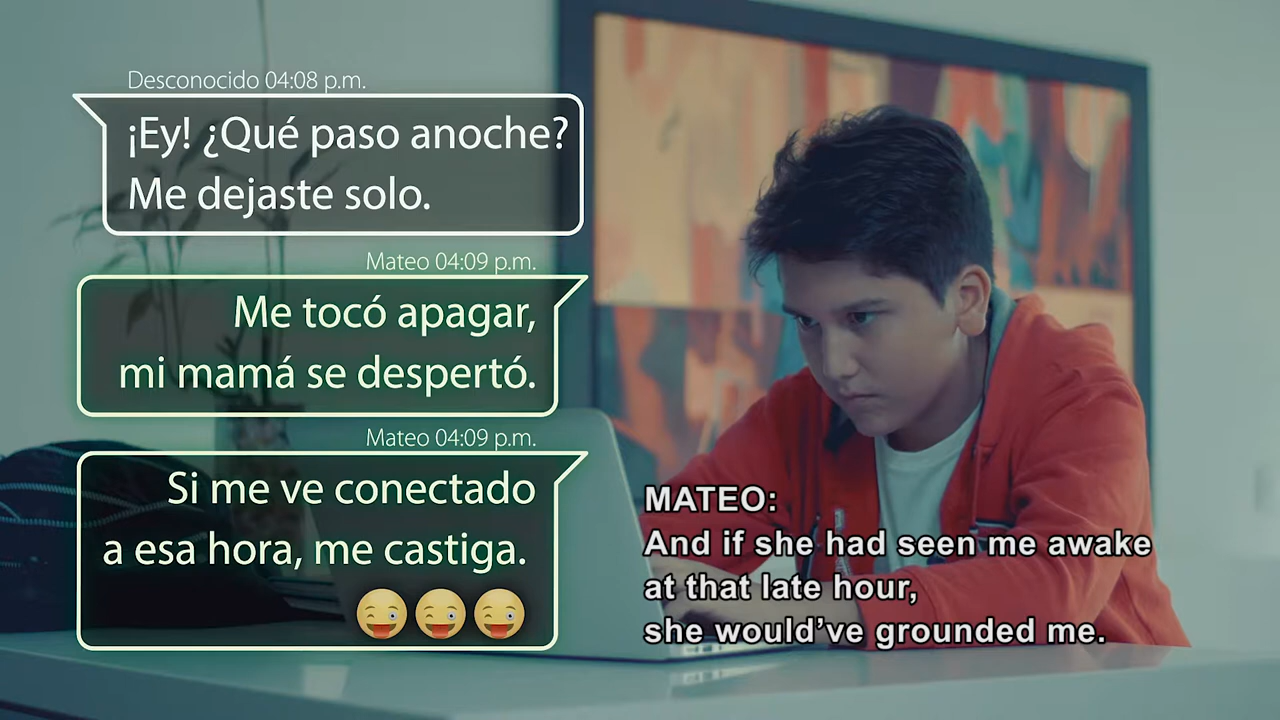 Desconocido 04:08 p.m.
¡Ey! ¿Qué paso anoche?
Me dejaste solo.
Mateo 04:09 p.m.
Me tocó apagar,
mi mamá se despertó.
Mateo 04:09 p.m.
Si me ve conectado
a esa hora, me castiga.
😜😜😜
MATEO:
And if she had seen me awake
at that late hour,
she would’ve grounded me.